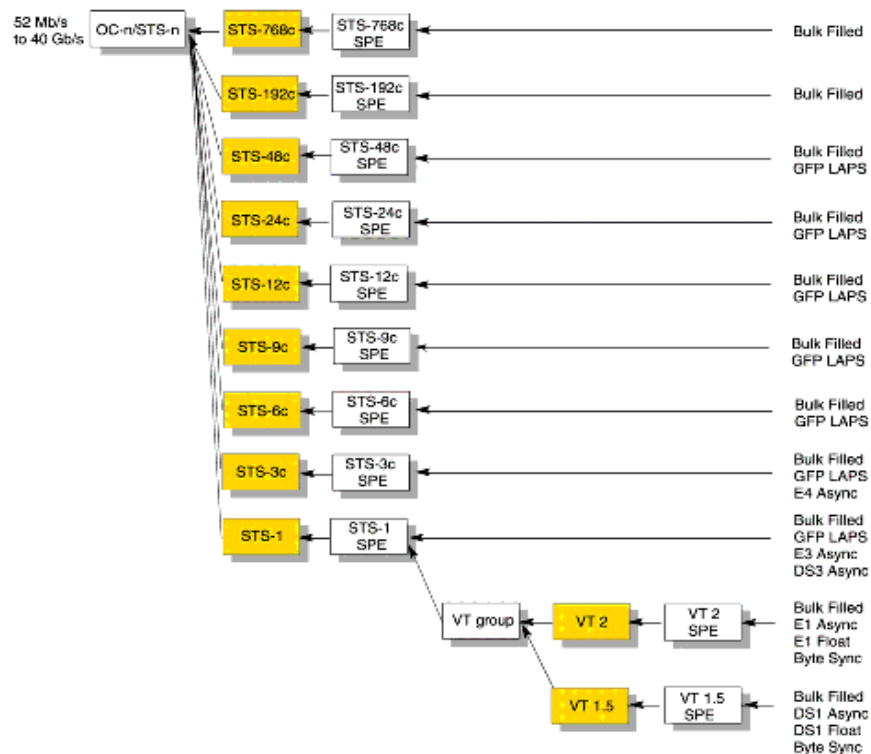 52 Mb/s
to 40 Gb/s
OC-n/STS-n
STS-768c
STS-768c
SPE
Bulk Filled
STS-192c
STS-192c
SPE
Bulk Filled
STS-48c
STS-48c
SPE
Bulk Filled
GFP LAPS
STS-24c
STS-24c
SPE
Bulk Filled
GFP LAPS
STS-12c
STS-12c
SPE
Bulk Filled
GFP LAPS
STS-9c
STS-9c
SPE
Bulk Filled
GFP LAPS
STS-6c
STS-6c
SPE
Bulk Filled
GFP LAPS
STS-3c
STS-3c
SPE
Bulk Filled
GFP LAPS
E4 Async
STS-1
STS-1
SPE
Bulk Filled
GFP LAPS
E3 Async
DS3 Async
VT group
VT 2
VT 2
SPE
Bulk Filled
E1 Async
E1 Float
Byte Sync
VT 1.5
VT 1.5
SPE
Bulk Filled
DS1 Async
DS1 Float
Byte Sync